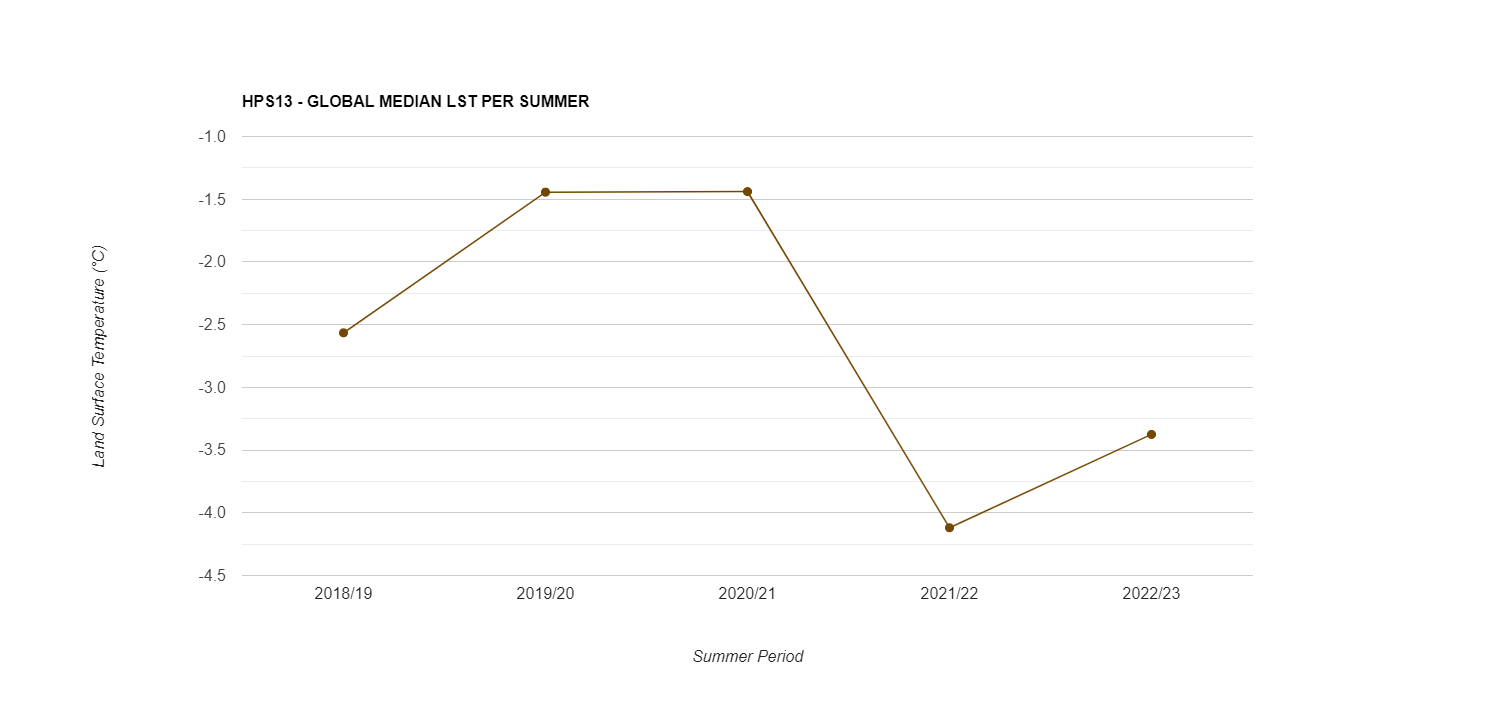 HPS13 - GLOBAL MEDIAN LST PER SUMMER
-1.0
-1.5
-2.0
-2.5
-3.0
-3.5
-4.0
-4.5
Land Surface Temperature (°C)
2018/19 2019/20 2020/21 2021/22 2022/23
Summer Period